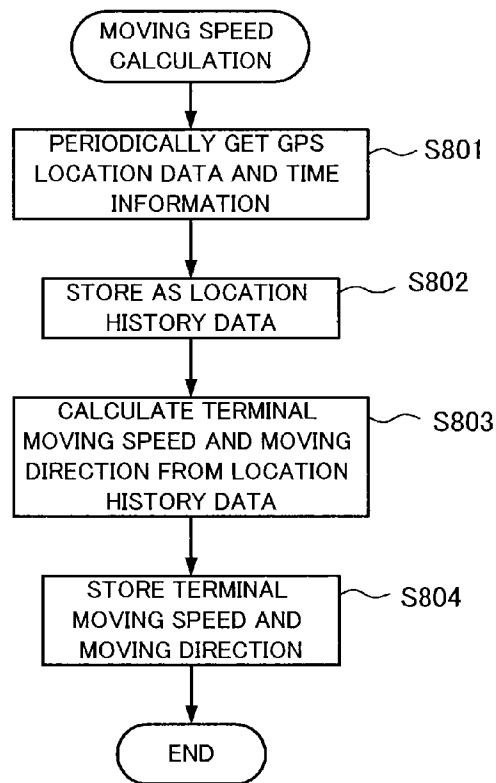 MOVING SPEED
CALCULATION
PERIODICALLY GET GPS
LOCATION DATA AND TIME
INFORMATION
S801
STORE AS LOCATION
HISTORY DATA
S802
CALCULATE TERMINAL
MOVING SPEED AND MOVING
DIRECTION FROM LOCATION
HISTORY DATA
S803
STORE TERMINAL
MOVING SPEED AND
MOVING DIRECTION
S804
END